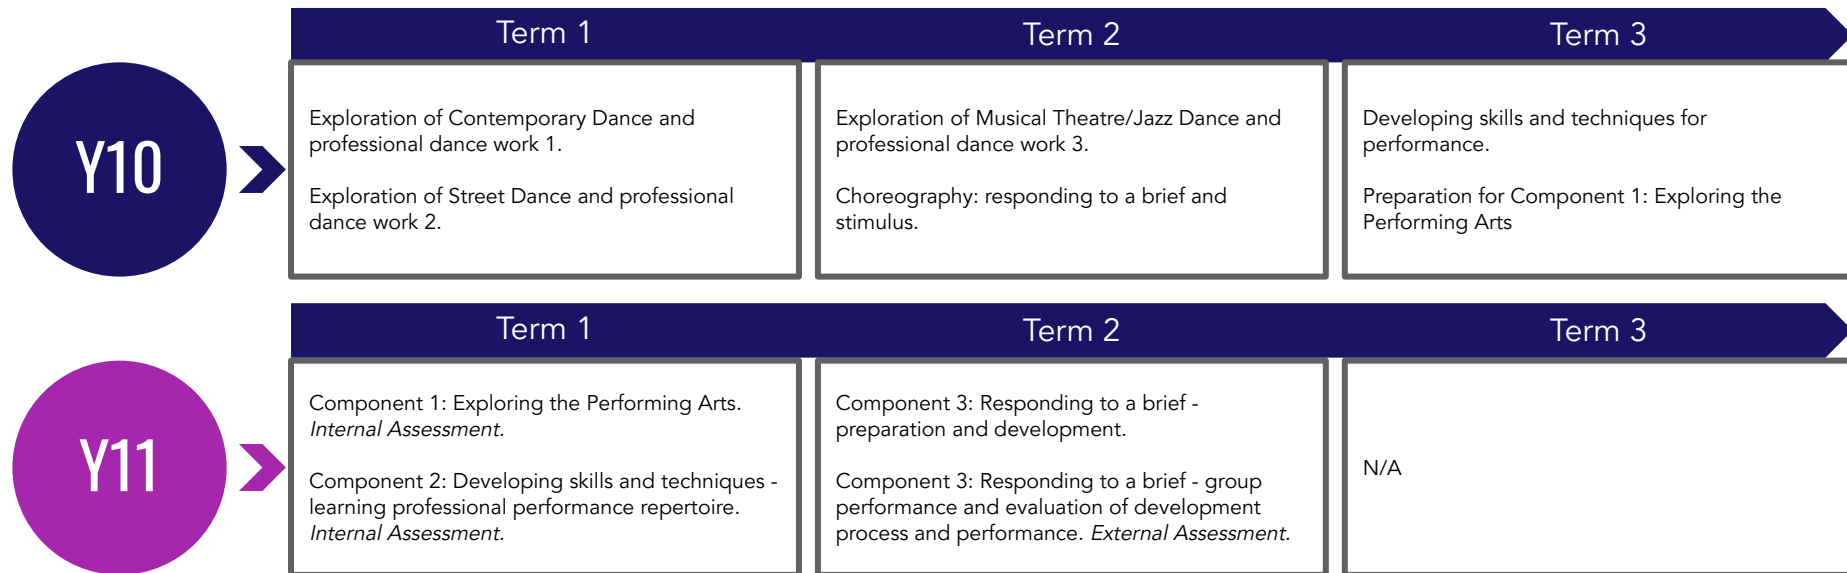 Term 1
Term 2
Term 3
Y10
Exploration of Contemporary Dance and
professional dance work 1.
Exploration of Street Dance and professional
dance work 2.
Exploration of Musical Theatre/Jazz Dance and
professional dance work 3.
Choreography: responding to a brief and
stimulus.
Developing skills and techniques for
performance.
Preparation for Component 1: Exploring the
Performing Arts
Term 1
Term 2
Term 3
Y11
Component 1: Exploring the Performing Arts.
Internal Assessment.
Component 2: Developing skills and techniques -
learning professional performance repertoire.
Internal Assessment.
Component 3: Responding to a brief -
preparation and development.
Component 3: Responding to a brief - group
performance and evaluation of development
process and performance. External Assessment.
N/A